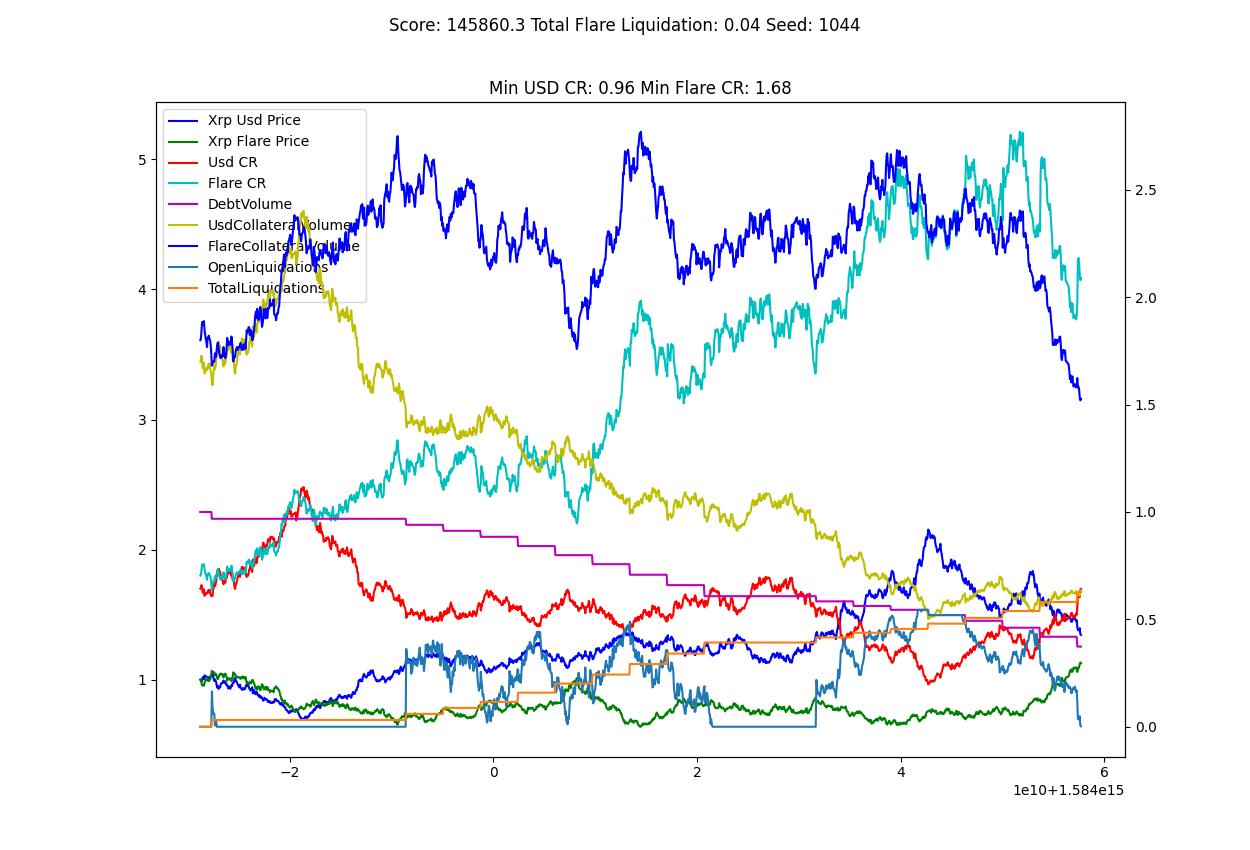 Score: 145860.3 Total Flare Liquidation: 0.04 Seed: 1044
Min USD CR: 0.96 Min Flare CR: 1.68
Xrp Usd Price
Xrp Flare Price
Usd CR
Flare CR
DebtVolume
UsdCollateralVolume
FlareCollateralVolume
OpenLiquidations
TotalLiquidations
5
4
3
2
1
2.5
2.0
1.5
1.0
0.5
0.0
−2
0
2
4
6
1e10+1.584e15